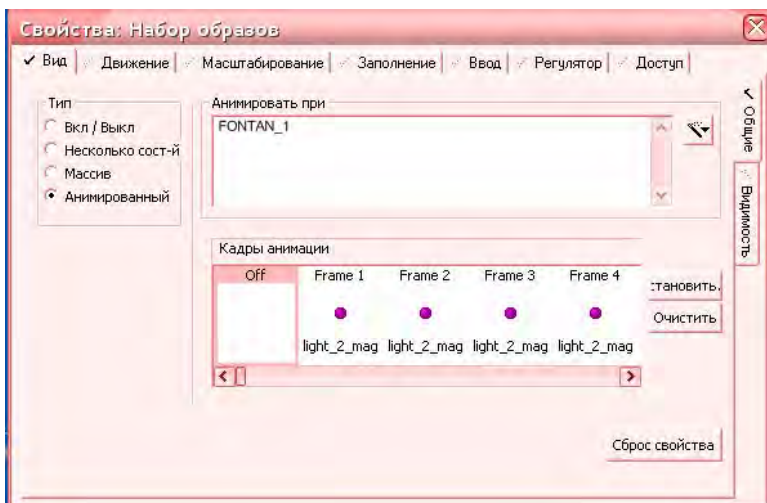 Свойства: Набор образов
Вид Движение Масштабирование Заполнение Ввод Регулятор Доступ
Тип
Вкл / Выкл
Несколько сост-й
Массив
Анимированный
Анимировать при
FONTAN_1
Кадры анимации
Off Frame 1 Frame 2 Frame 3 Frame 4
light_2_mag light_2_mag light_2_mag light_2_mag
становить.
Очистить
Сброс свойства
Общие
Видимость